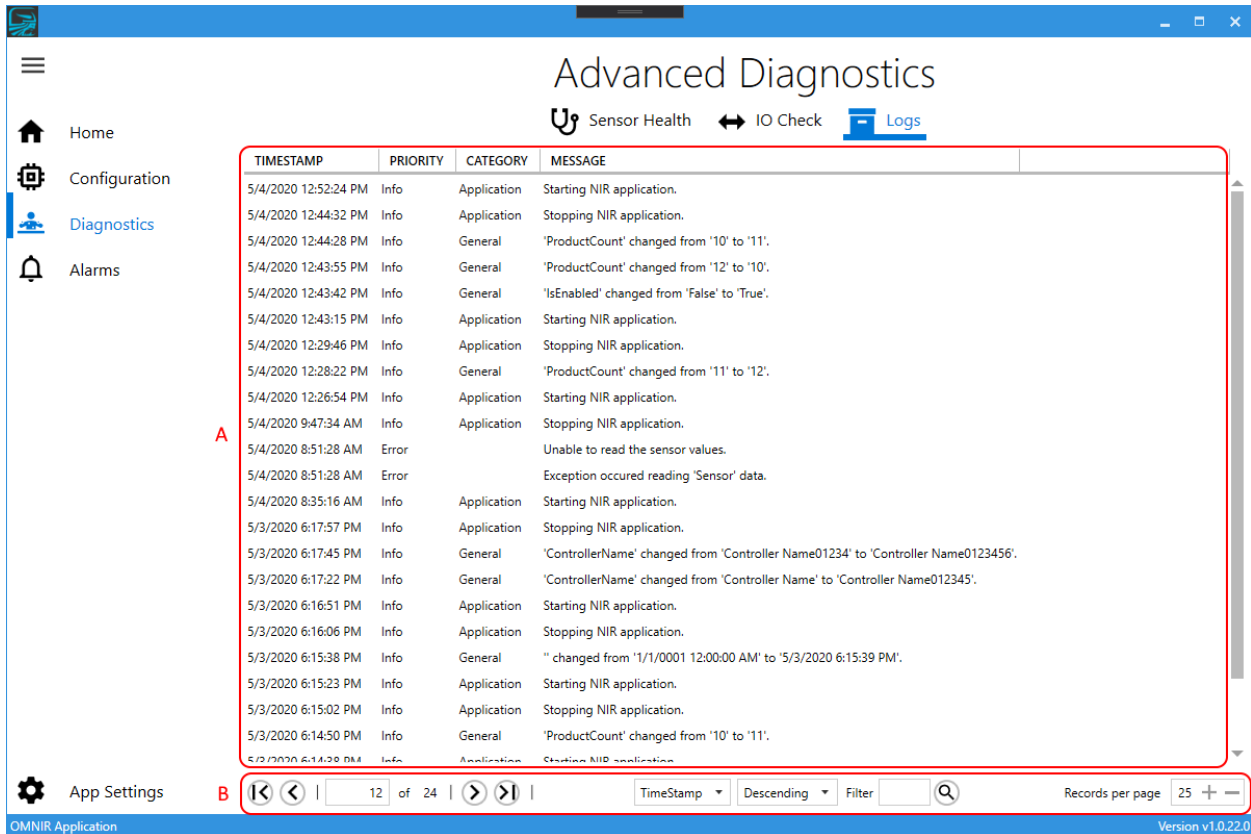 Advanced Diagnostics
Sensor Health IO Check Logs
Home
Configuration
Diagnostics
Alarms
TIMESTAMP PRIORITY CATEGORY MESSAGE
5/4/2020 12:52:24 PM Info Application Starting NIR application.
5/4/2020 12:44:32 PM Info Application Stopping NIR application.
5/4/2020 12:44:28 PM Info General 'ProductCount' changed from '10' to '11'.
5/4/2020 12:43:55 PM Info General 'ProductCount' changed from '12' to '10'.
5/4/2020 12:43:42 PM Info General 'IsEnabled' changed from 'False' to 'True'.
5/4/2020 12:43:15 PM Info Application Starting NIR application.
5/4/2020 12:29:46 PM Info Application Stopping NIR application.
5/4/2020 12:28:22 PM Info General 'ProductCount' changed from '11' to '12'.
5/4/2020 12:26:54 PM Info Application Starting NIR application.
5/4/2020 9:47:34 AM Info Application Stopping NIR application.
A
5/4/2020 8:51:28 AM Error Unable to read the sensor values.
5/4/2020 8:51:28 AM Error Exception occured reading 'Sensor' data.
5/4/2020 8:35:16 AM Info Application Starting NIR application.
5/3/2020 6:17:57 PM Info Application Stopping NIR application.
5/3/2020 6:17:45 PM Info General 'ControllerName' changed from 'Controller Name01234' to 'Controller Name0123456'.
5/3/2020 6:17:22 PM Info General 'ControllerName' changed from 'Controller Name' to 'Controller Name012345'.
5/3/2020 6:16:51 PM Info Application Starting NIR application.
5/3/2020 6:16:06 PM Info Application Stopping NIR application.
5/3/2020 6:15:38 PM Info General '' changed from '1/1/0001 12:00:00 AM' to '5/3/2020 6:15:39 PM'.
5/3/2020 6:15:23 PM Info Application Starting NIR application.
5/3/2020 6:15:02 PM Info Application Stopping NIR application.
5/3/2020 6:14:50 PM Info General 'ProductCount' changed from '10' to '11'.
5/3/2020 6:14:38 PM Info Application Starting NIR application.
App Settings
B
12 of 24 TimeStamp Descending Filter Records per page 25
OMNIR Application Version v1.0.22.0